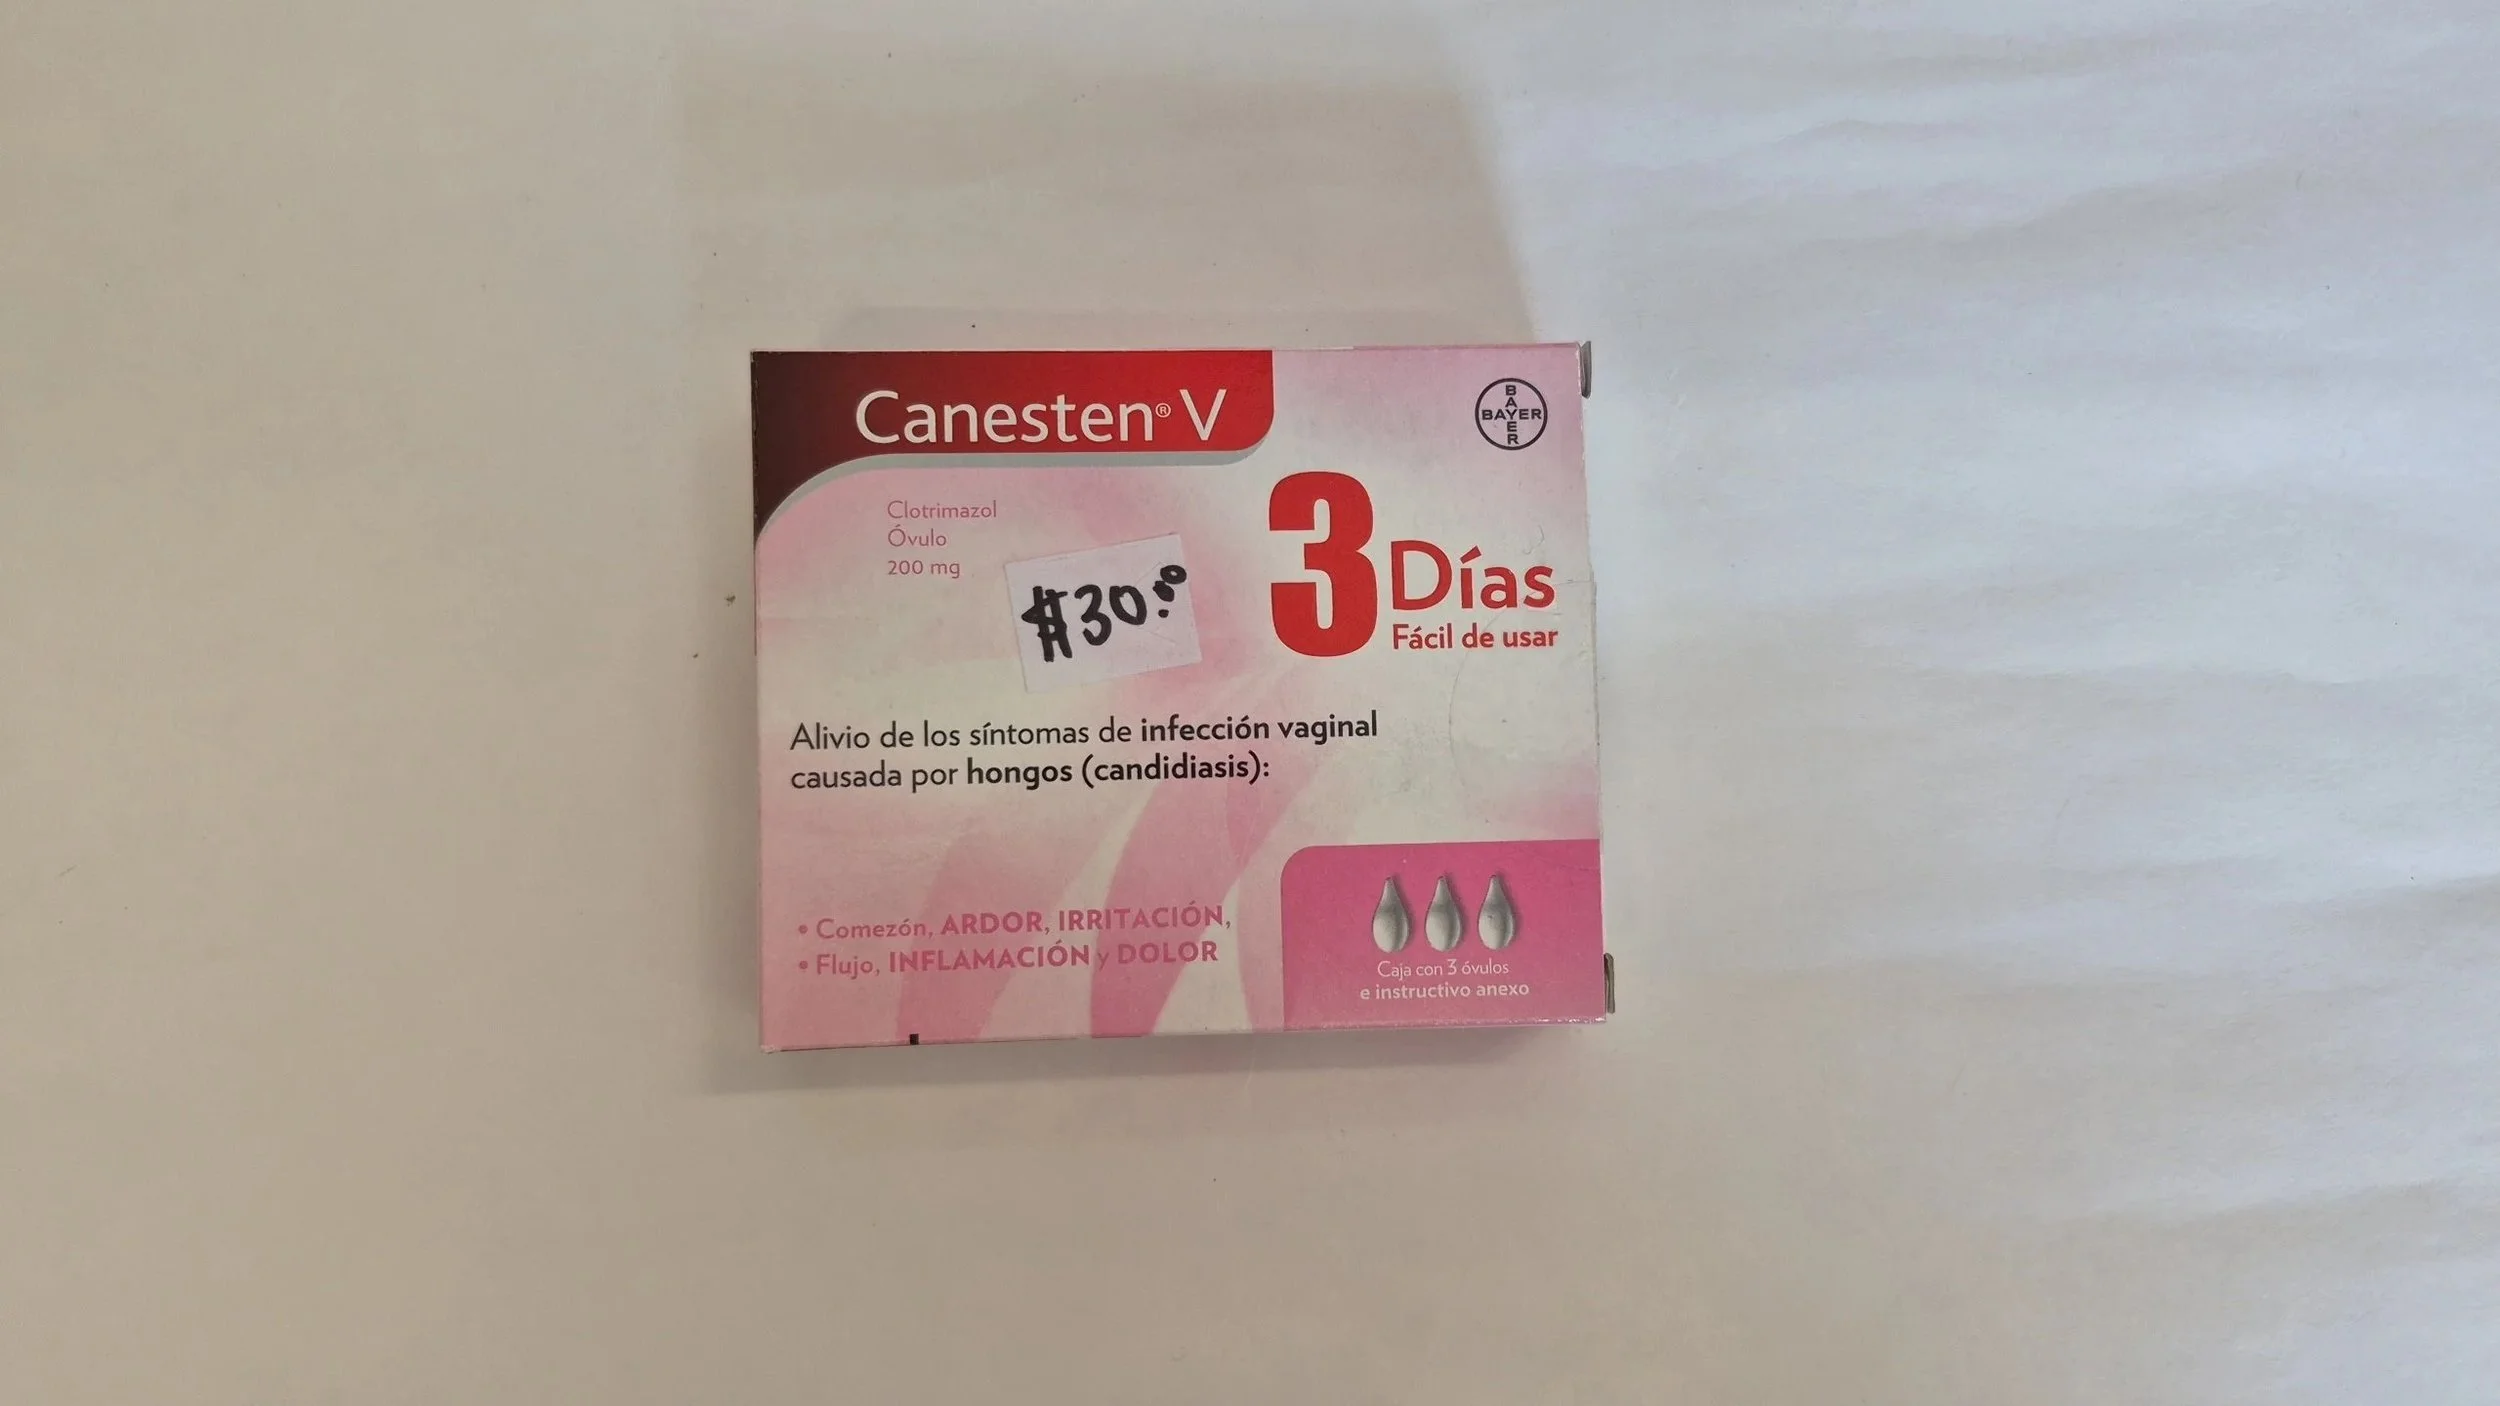 Canesten® V
BAYER
BAYER
Clotrimazol
Óvulo
200 mg
$30.00
3 Días
Fácil de usar
Alivio de los síntomas de infección vaginal
causada por hongos (candidiasis):
• Comezón, ARDOR, IRRITACIÓN,
• Flujo, INFLAMACIÓN y DOLOR
Caja con 3 óvulos
e instructivo anexo